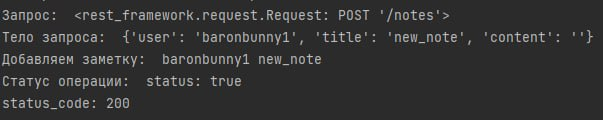 Запрос:  <rest_framework.request.Request: POST '/notes'>
Тело запроса:  {'user': 'baronbunny1', 'title': 'new_note', 'content': ''}
Добавляем заметку:  baronbunny1 new_note
Статус операции:  status: true
status_code: 200